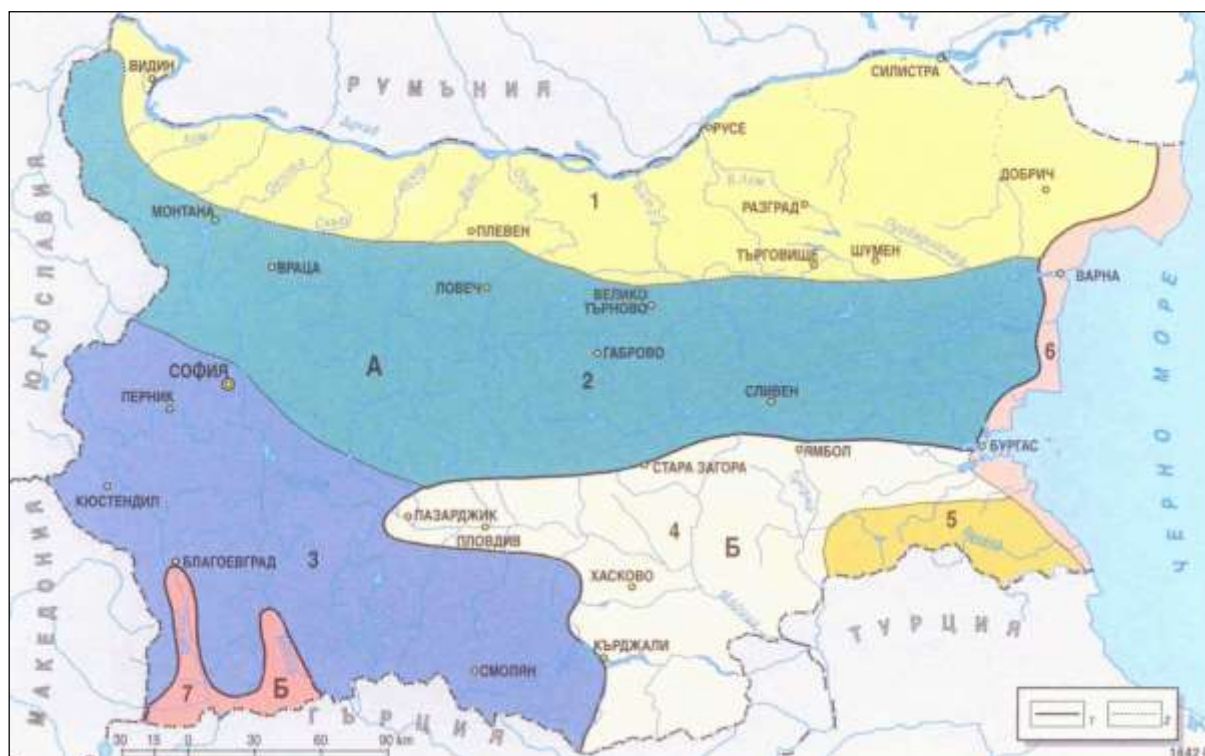 ВИДИН
РУМЪНИЯ
СИЛИСТРА
РУСЕ
ДОБРИЧ
1
РАЗГРАД
МОНТАНА
ПЛЕВЕН
ТЪРГОВИЩЕ
ШУМЕН
ВРАЦА
ЛОВЕЧ
ВЕЛИКО
ТЪРНОВО
ВАРНА
ЮГОСЛАВИЯ
ЧЕРНО МОРЕ
А
2
ГАБРОВО
6
СОФИЯ
ПЕРНИК
СЛИВЕН
ЯМБОЛ
БУРГАС
СТАРА ЗАГОРА
КЮСТЕНДИЛ
ПАЗАРДЖИК
ПЛОВДИВ
4
Б
5
БЛАГОЕВГРАД
3
ХАСКОВО
МАКЕДОНИЯ
ТУРЦИЯ
КЪРДЖАЛИ
СМОЛЯН
7
Б
ГЪРЦИЯ
1
2
30 15 0 30 60 90 km